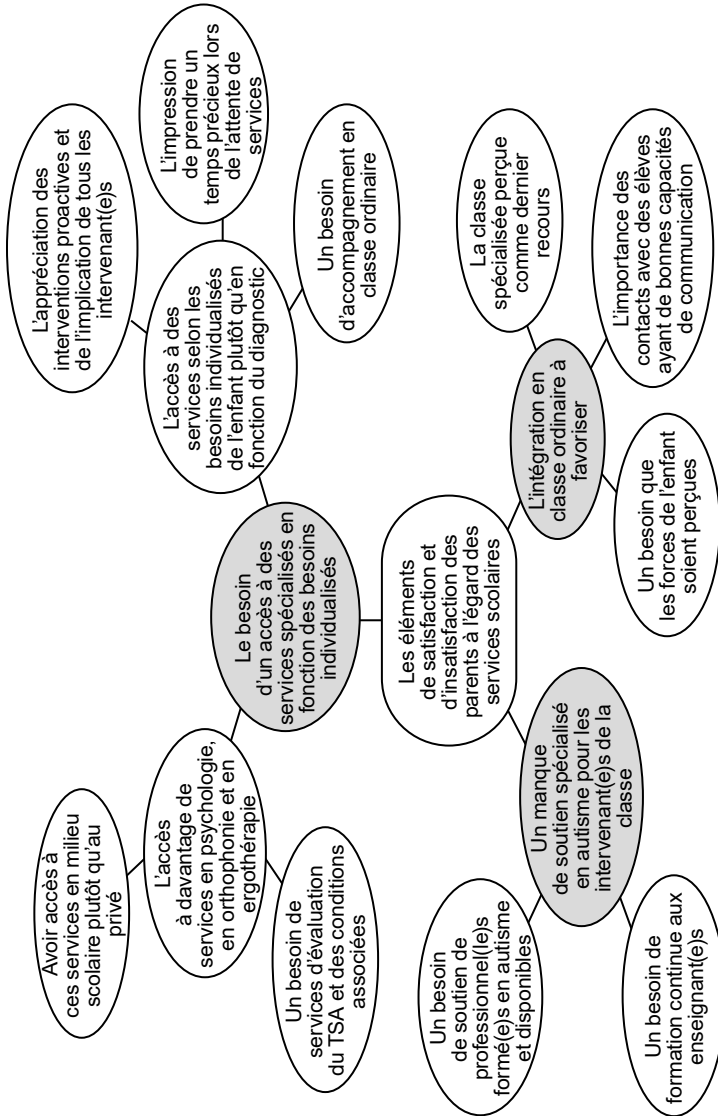 Avoir accès à
ces services en milieu
scolaire plutôt qu'au
privé
L'accès
à davantage de
services en psychologie,
en orthophonie et en
ergothérapie
Un besoin de
services d'évaluation
du TSA et des conditions
associées
Le besoin
d'un accès à des
services spécialisés en
fonction des besoins
individualisés
L'appréciation des
interventions proactives et
de l'implication de tous les
intervenant(e)s
L'accès à des
services selon les
besoins individualisés
de l'enfant plutôt qu'en
fonction du diagnostic
L'impression
de prendre un
temps précieux lors
de l'attente de
services
Un besoin
d'accompagnement en
classe ordinaire
Les éléments
de satisfaction et
d'insatisfaction des
parents à l'égard des
services scolaires
Un besoin
de soutien de
professionnel(le)s
formé(e)s en autisme
et disponibles
Un manque
de soutien spécialisé
en autisme pour les
intervenant(e)s de la
classe
Un besoin de
formation continue aux
enseignant(e)s
L'intégration en
classe ordinaire à
favoriser
La classe
spécialisée perçue
comme dernier
recours
L'importance des
contacts avec des élèves
ayant de bonnes capacités
de communication
Un besoin que
les forces de l'enfant
soient perçues